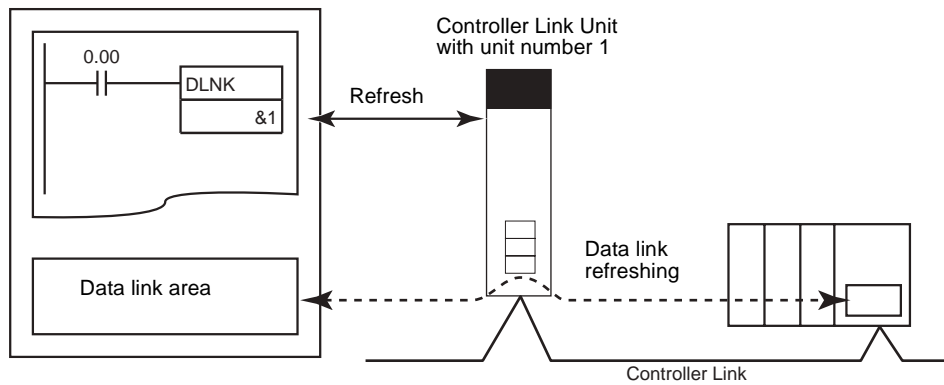 Controller Link Unit
with unit number 1
0.00
DLNK
&1
Refresh
Data link
refreshing
Data link area
Controller Link